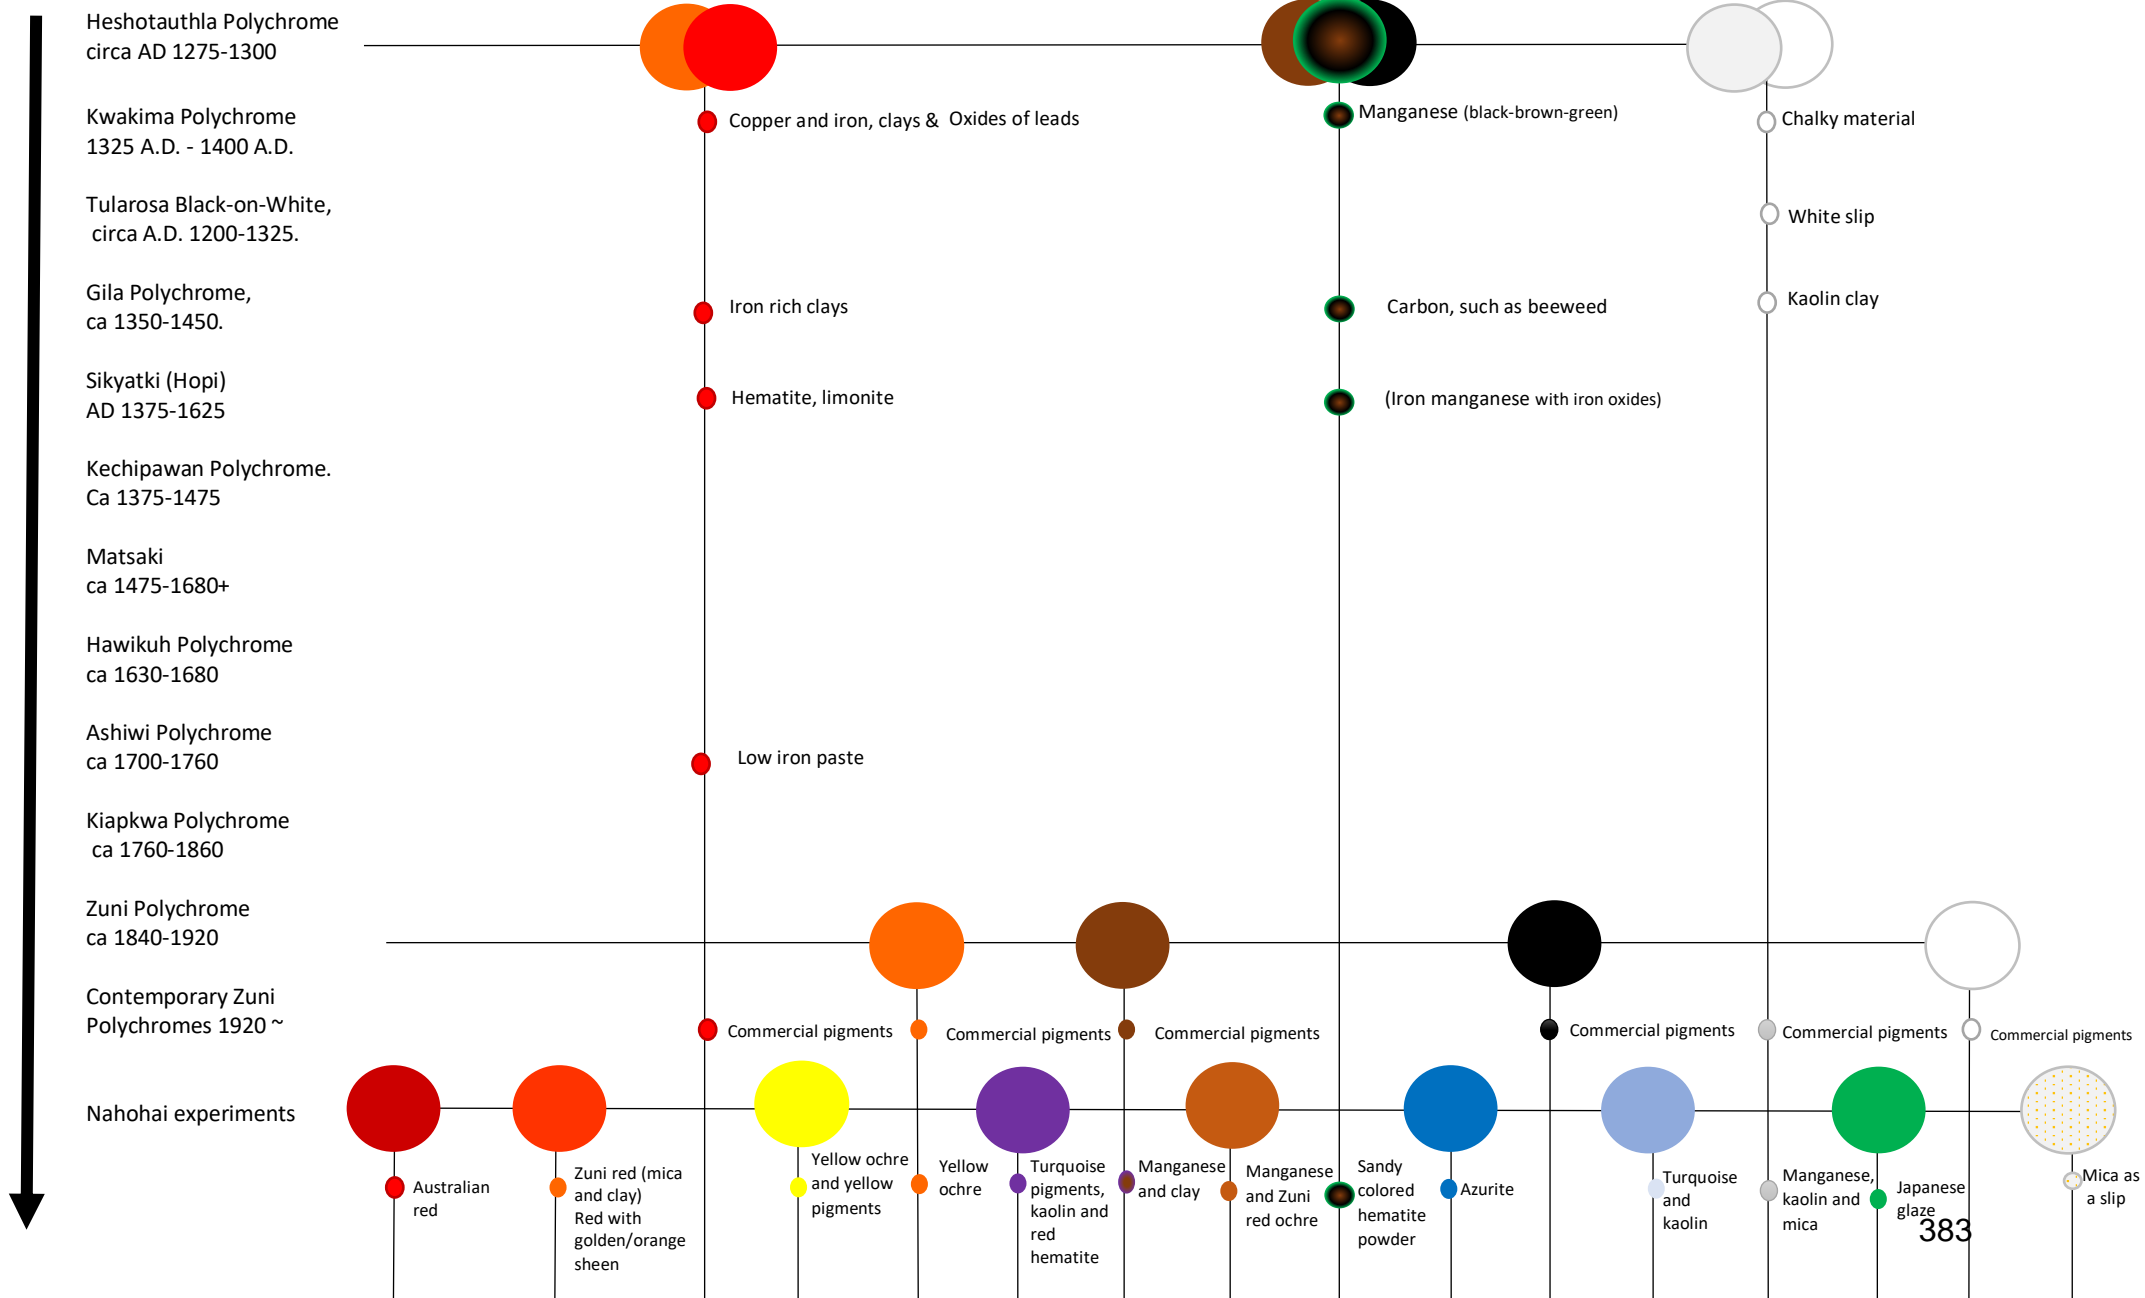 Heshotauthla Polychrome
circa AD 1275-1300
Kwakima Polychrome
1325 A.D. - 1400 A.D.
Copper and iron, clays & Oxides of leads
Manganese (black-brown-green)
Chalky material
Tularosa Black-on-White,
circa A.D. 1200-1325.
White slip
Gila Polychrome,
ca 1350-1450.
Iron rich clays
Carbon, such as beeweed
Kaolin clay
Sikyatki (Hopi)
AD 1375-1625
Hematite, limonite
(Iron manganese with iron oxides)
Kechipawan Polychrome.
Ca 1375-1475
Matsaki
ca 1475-1680+
Hawikuh Polychrome
ca 1630-1680
Ashiwi Polychrome
ca 1700-1760
Low iron paste
Kiapkwa Polychrome
ca 1760-1860
Zuni Polychrome
ca 1840-1920
Contemporary Zuni
Polychromes 1920 ~
Commercial pigments
Commercial pigments
Commercial pigments
Commercial pigments
Commercial pigments
Commercial pigments
Nahohai experiments
Australian
red
Zuni red (mica
and clay)
Red with
golden/orange
sheen
Yellow ochre
and yellow
pigments
Yellow
ochre
Turquoise
pigments,
kaolin and
red
hematite
Manganese
and clay
Manganese
and Zuni
red ochre
Sandy
colored
hematite
powder
Azurite
Turquoise
and
kaolin
Manganese,
kaolin and
mica
Japanese
glaze
Mica as
a slip
383